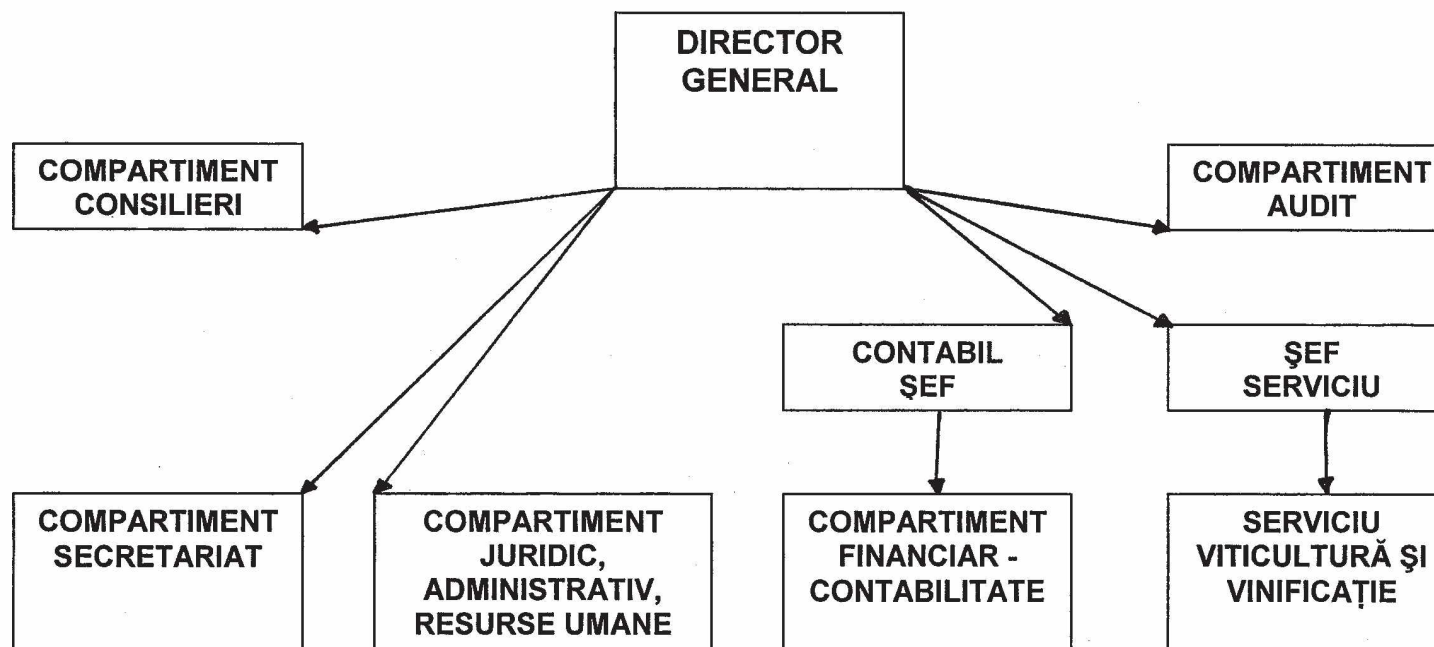 DIRECTOR
GENERAL
COMPARTIMENT
CONSILIERI
COMPARTIMENT
AUDIT
CONTABIL
ŞEF
ŞEF
SERVICIU
COMPARTIMENT
SECRETARIAT
COMPARTIMENT
JURIDIC,
ADMINISTRATIV,
RESURSE UMANE
COMPARTIMENT
FINANCIAR -
CONTABILITATE
SERVICIU
VITICULTURĂ ŞI
VINIFICAȚIE